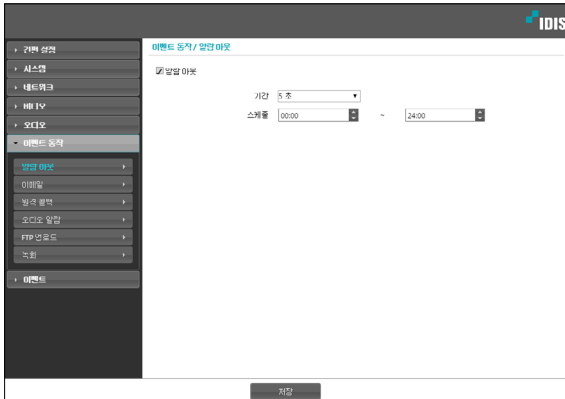 IDIS
간편 설정
시스템
네트워크
비디오
오디오
이벤트 동작
알람 아웃
이메일
원격 콜백
오디오 알람
FTP 업로드
녹화
이벤트
이벤트 동작 / 알람 아웃
알람 아웃
기간 5 초
스케줄 00:00 ~ 24:00
저장